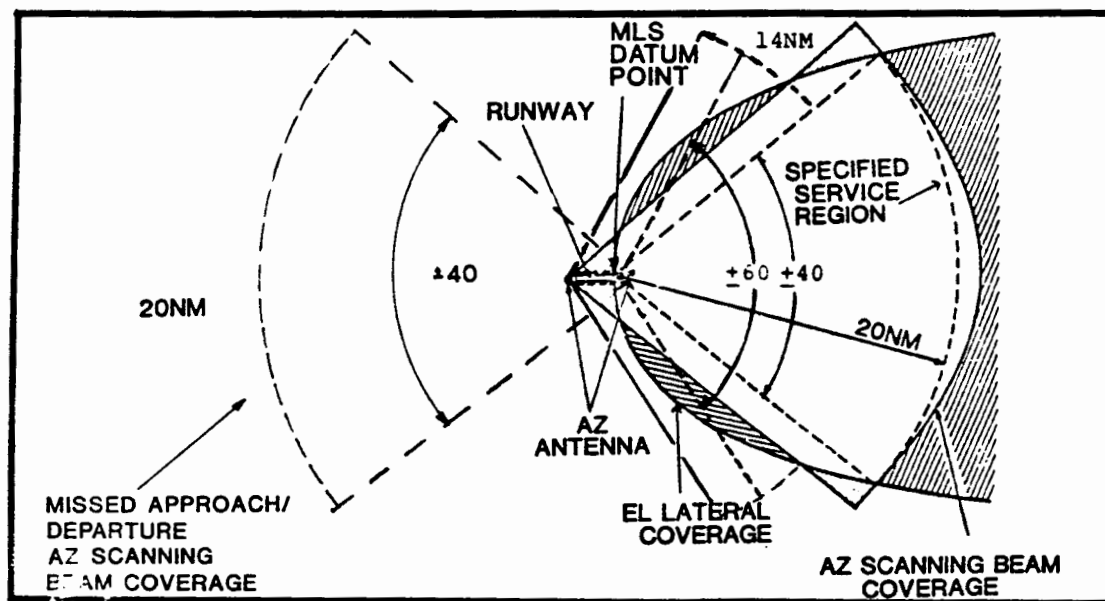 MLS
DATUM
POINT
14NM
RUNWAY
SPECIFIED
SERVICE
REGION
±40
±60 ±40
20NM
20NM
AZ
ANTENNA
MISSED APPROACH/
DEPARTURE
AZ SCANNING
BEAM COVERAGE
EL LATERAL
COVERAGE
AZ SCANNING BEAM
COVERAGE